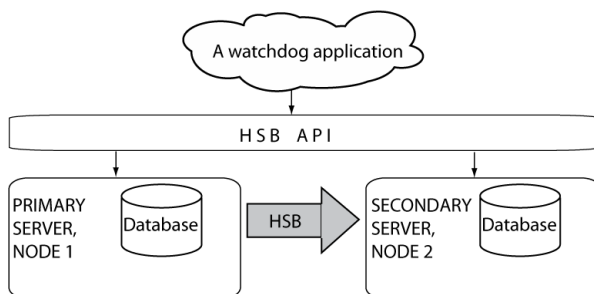 A watchdog application
HSB API
PRIMARY
SERVER,
NODE 1
Database
HSB
SECONDARY
SERVER,
NODE 2
Database